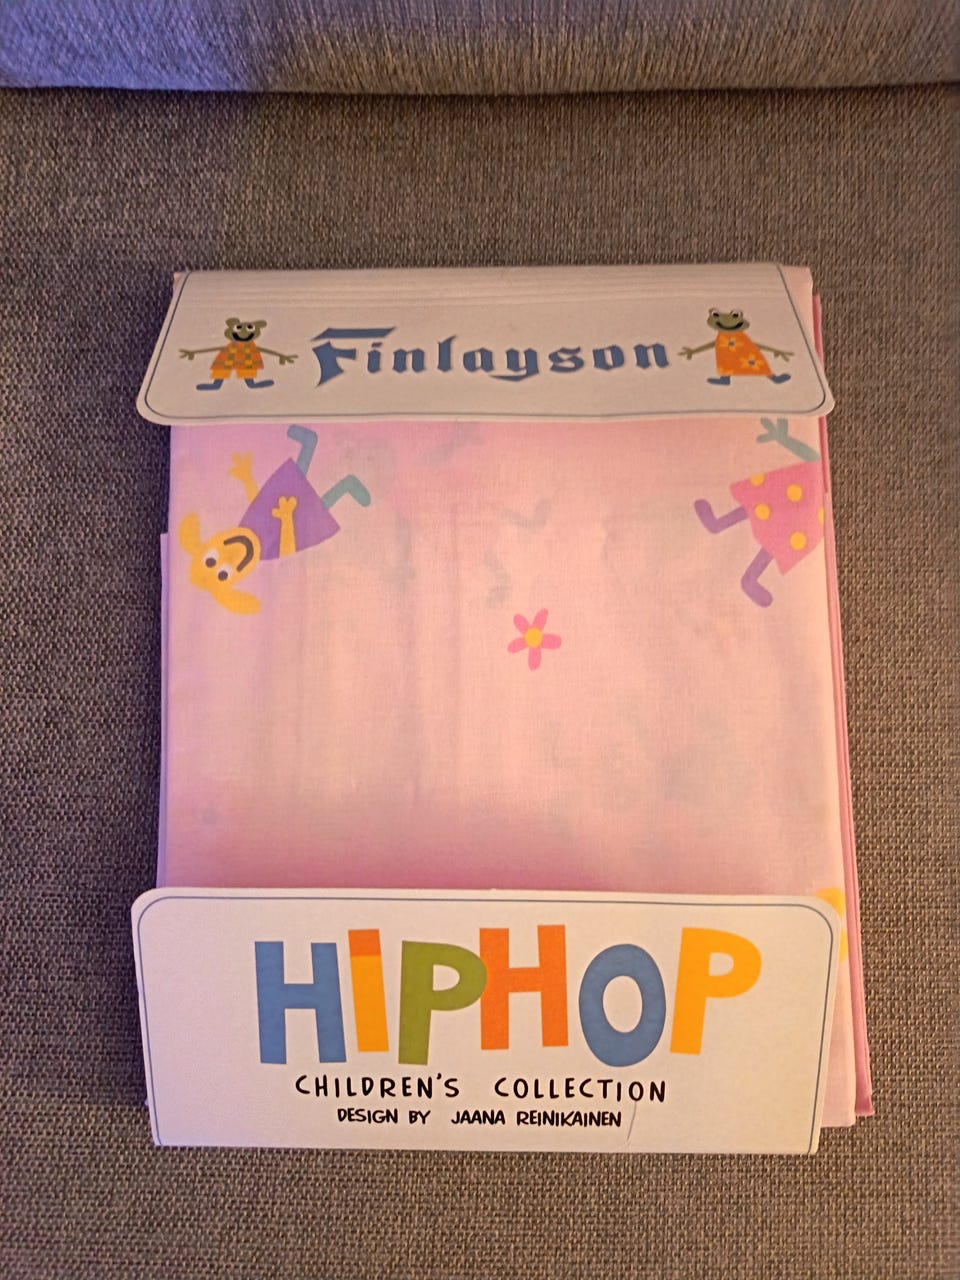 Finlayson
HIPHOP
CHILDREN'S COLLECTION
DESIGN BY JAANA REINIKAINEN